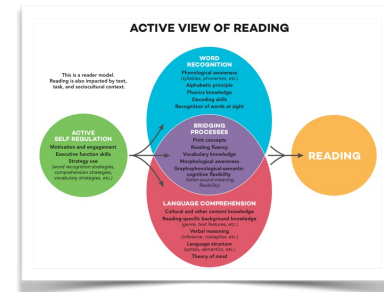 ACTIVE VIEW OF READING
This is a reader model.
Reading is also impacted by text,
task, and sociocultural context.
WORD
RECOGNITION
Phonological awareness
(syllables, phonemes, etc.)
Alphabetic principle
Phonics knowledge
Decoding skills
Recognition of words at sight
ACTIVE
SELF REGULATION
Motivation and engagement
Executive function skills
Strategy use
(word recognition strategies,
comprehension strategies,
vocabulary strategies, etc.)
BRIDGING
PROCESSES
Print concepts
Reading fluency
Vocabulary knowledge
Morphological awareness
Graphophonological-semantic
cognitive flexibility
(letter-sound-meaning
flexibility)
READING
LANGUAGE COMPREHENSION
Cultural and other content knowledge
Reading-specific background knowledge
(genre, text features, etc.)
Verbal reasoning
(inference, metaphor, etc.)
Language structure
(syntax, semantics, etc.)
Theory of mind